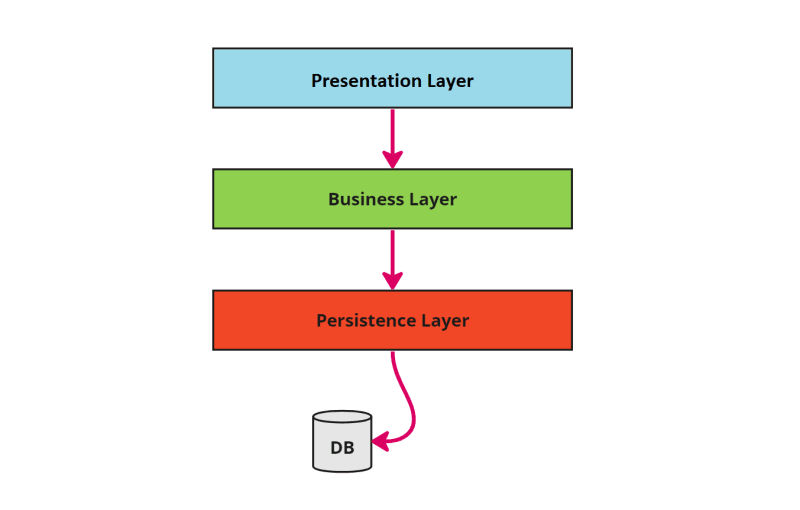 Presentation Layer
Business Layer
Persistence Layer
DB